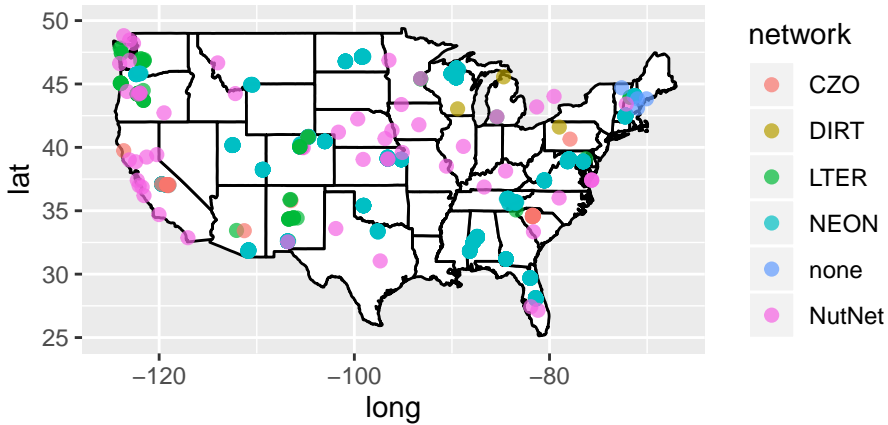 50
45
40
35
30
25
lat
−120
−100
−80
long
network
CZO
DIRT
LTER
NEON
none
NutNet